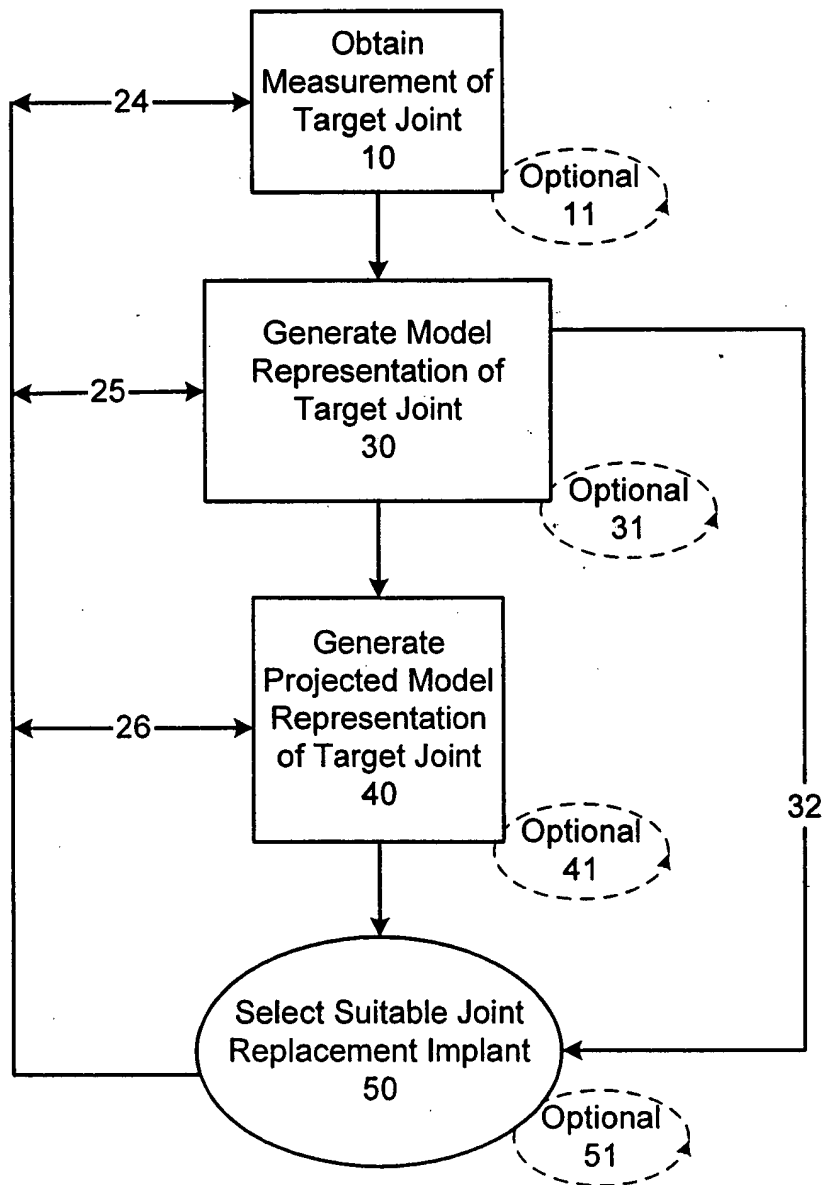 Obtain
Measurement of
Target Joint
10
24
Optional
11
Generate Model
Representation of
Target Joint
30
25
Optional
31
Generate
Projected Model
Representation
of Target Joint
40
26
32
Optional
41
Select Suitable Joint
Replacement Implant
50
Optional
51